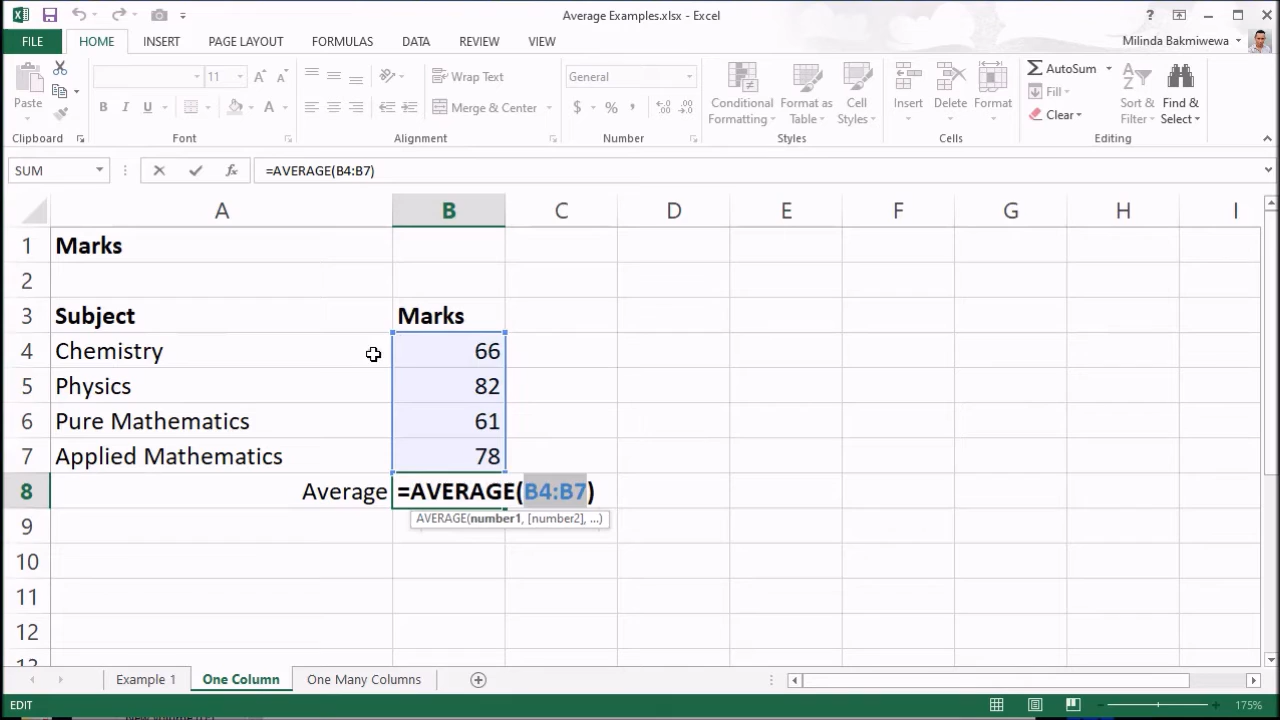 Average Examples.xlsx - Excel
?
FILE
HOME
INSERT
PAGE LAYOUT
FORMULAS
DATA
REVIEW
VIEW
Milinda Bakmiwewa
Paste
11
A A
B I U
A
Wrap Text
Merge & Center
General
$ % ,
Conditional Formatting
Format as Table
Cell Styles
Insert
Delete
Format
AutoSum
Fill
Clear
Sort & Filter
Find & Select
Clipboard
Font
Alignment
Number
Styles
Cells
Editing
SUM
fx
=AVERAGE(B4:B7)
A B C D E F G H I
1 Marks
2
3 Subject Marks
4 Chemistry 66
5 Physics 82
6 Pure Mathematics 61
7 Applied Mathematics 78
8 Average =AVERAGE(B4:B7)
9 AVERAGE(number1, [number2], ...)
10
11
12
13
Example 1
One Column
One Many Columns
EDIT
175%